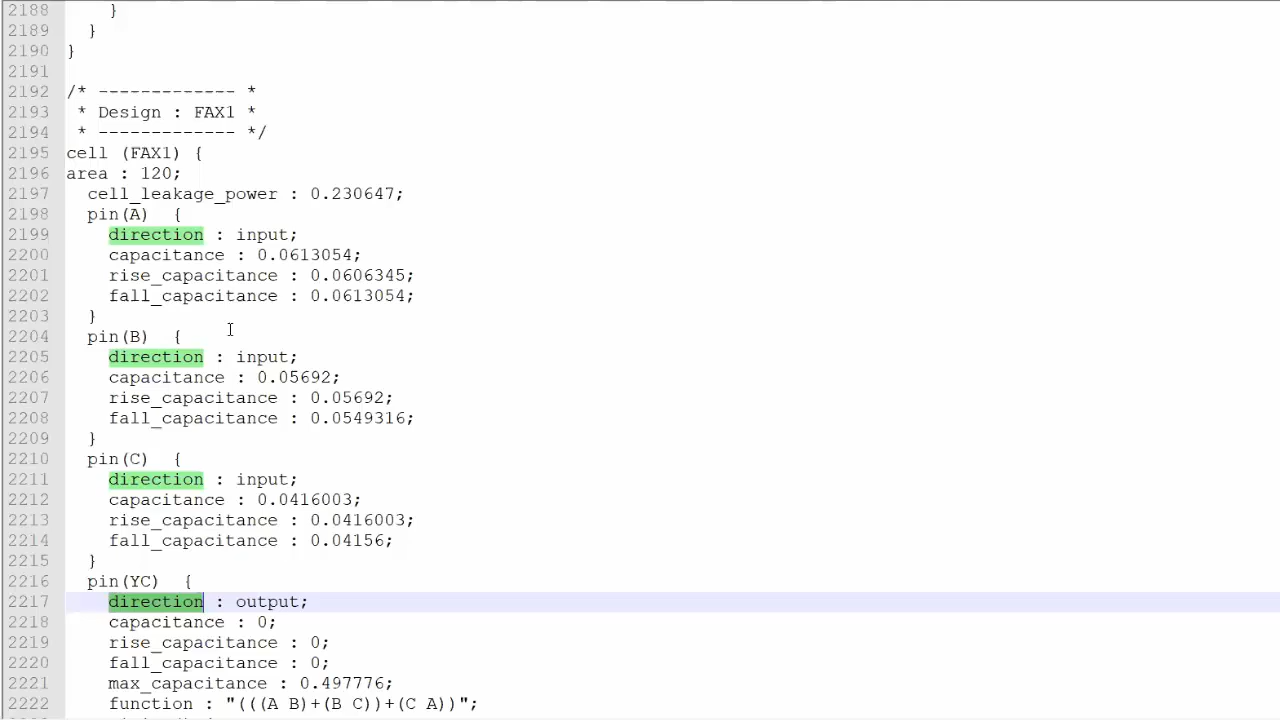 2188     }
2189   }
2190 }
2191
2192 /* ------------- *
2193  * Design : FAX1 *
2194  * ------------- */
2195 cell (FAX1) {
2196 area : 120;
2197   cell_leakage_power : 0.230647;
2198   pin(A)  {
2199     direction : input;
2200     capacitance : 0.0613054;
2201     rise_capacitance : 0.0606345;
2202     fall_capacitance : 0.0613054;
2203   }
2204   pin(B)  {
2205     direction : input;
2206     capacitance : 0.05692;
2207     rise_capacitance : 0.05692;
2208     fall_capacitance : 0.0549316;
2209   }
2210   pin(C)  {
2211     direction : input;
2212     capacitance : 0.0416003;
2213     rise_capacitance : 0.0416003;
2214     fall_capacitance : 0.04156;
2215   }
2216   pin(YC)  {
2217     direction : output;
2218     capacitance : 0;
2219     rise_capacitance : 0;
2220     fall_capacitance : 0;
2221     max_capacitance : 0.497776;
2222     function : "(((A B)+(B C))+(C A))";